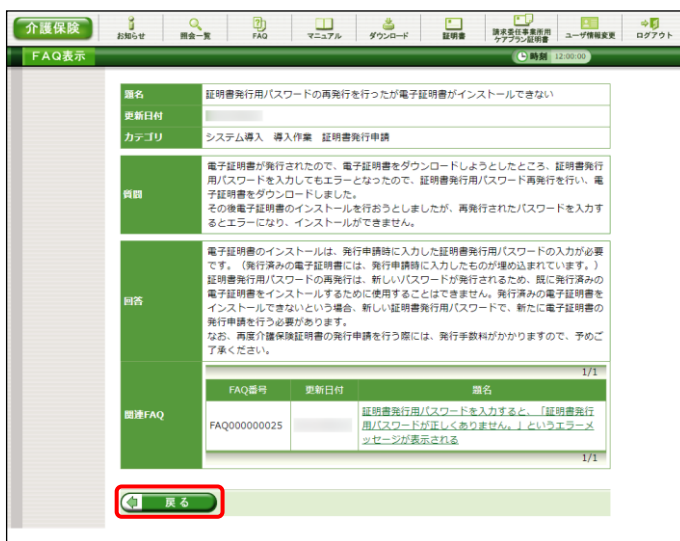 介護保険
お知らせ
照会一覧
FAQ
マニュアル
ダウンロード
証明書
請求委任事業所用
ケアプラン証明書
ユーザ情報変更
ログアウト
FAQ表示
時刻 12:00:00
題名
証明書発行用パスワードの再発行を行ったが電子証明書がインストールできない
更新日付
カテゴリ
システム導入 導入作業 証明書発行申請
質問
電子証明書が発行されたので、電子証明書をダウンロードしようとしたところ、証明書発行
用パスワードを入力してもエラーとなったので、証明書発行用パスワード再発行を行い、電
子証明書をダウンロードしました。
その後電子証明書のインストールを行おうとしましたが、再発行されたパスワードを入力す
るとエラーになり、インストールができません。
回答
電子証明書のインストールは、発行申請時に入力した証明書発行用パスワードの入力が必要
です。（発行済みの電子証明書には、発行申請時に入力したものが埋め込まれています。）
証明書発行用パスワードの再発行は、新しいパスワードが発行されるため、既に発行済みの
電子証明書をインストールするために使用することはできません。発行済みの電子証明書を
インストールできないという場合、新しい証明書発行用パスワードで、新たに電子証明書の
発行申請を行う必要があります。
なお、再度介護保険証明書の発行申請を行う際には、発行手数料がかかりますので、予めご
了承ください。
関連FAQ
1/1
FAQ番号
更新日付
題名
FAQ000000025
証明書発行用パスワードを入力すると、「証明書発行
用パスワードが正しくありません。」というエラーメ
ッセージが表示される
1/1
戻る